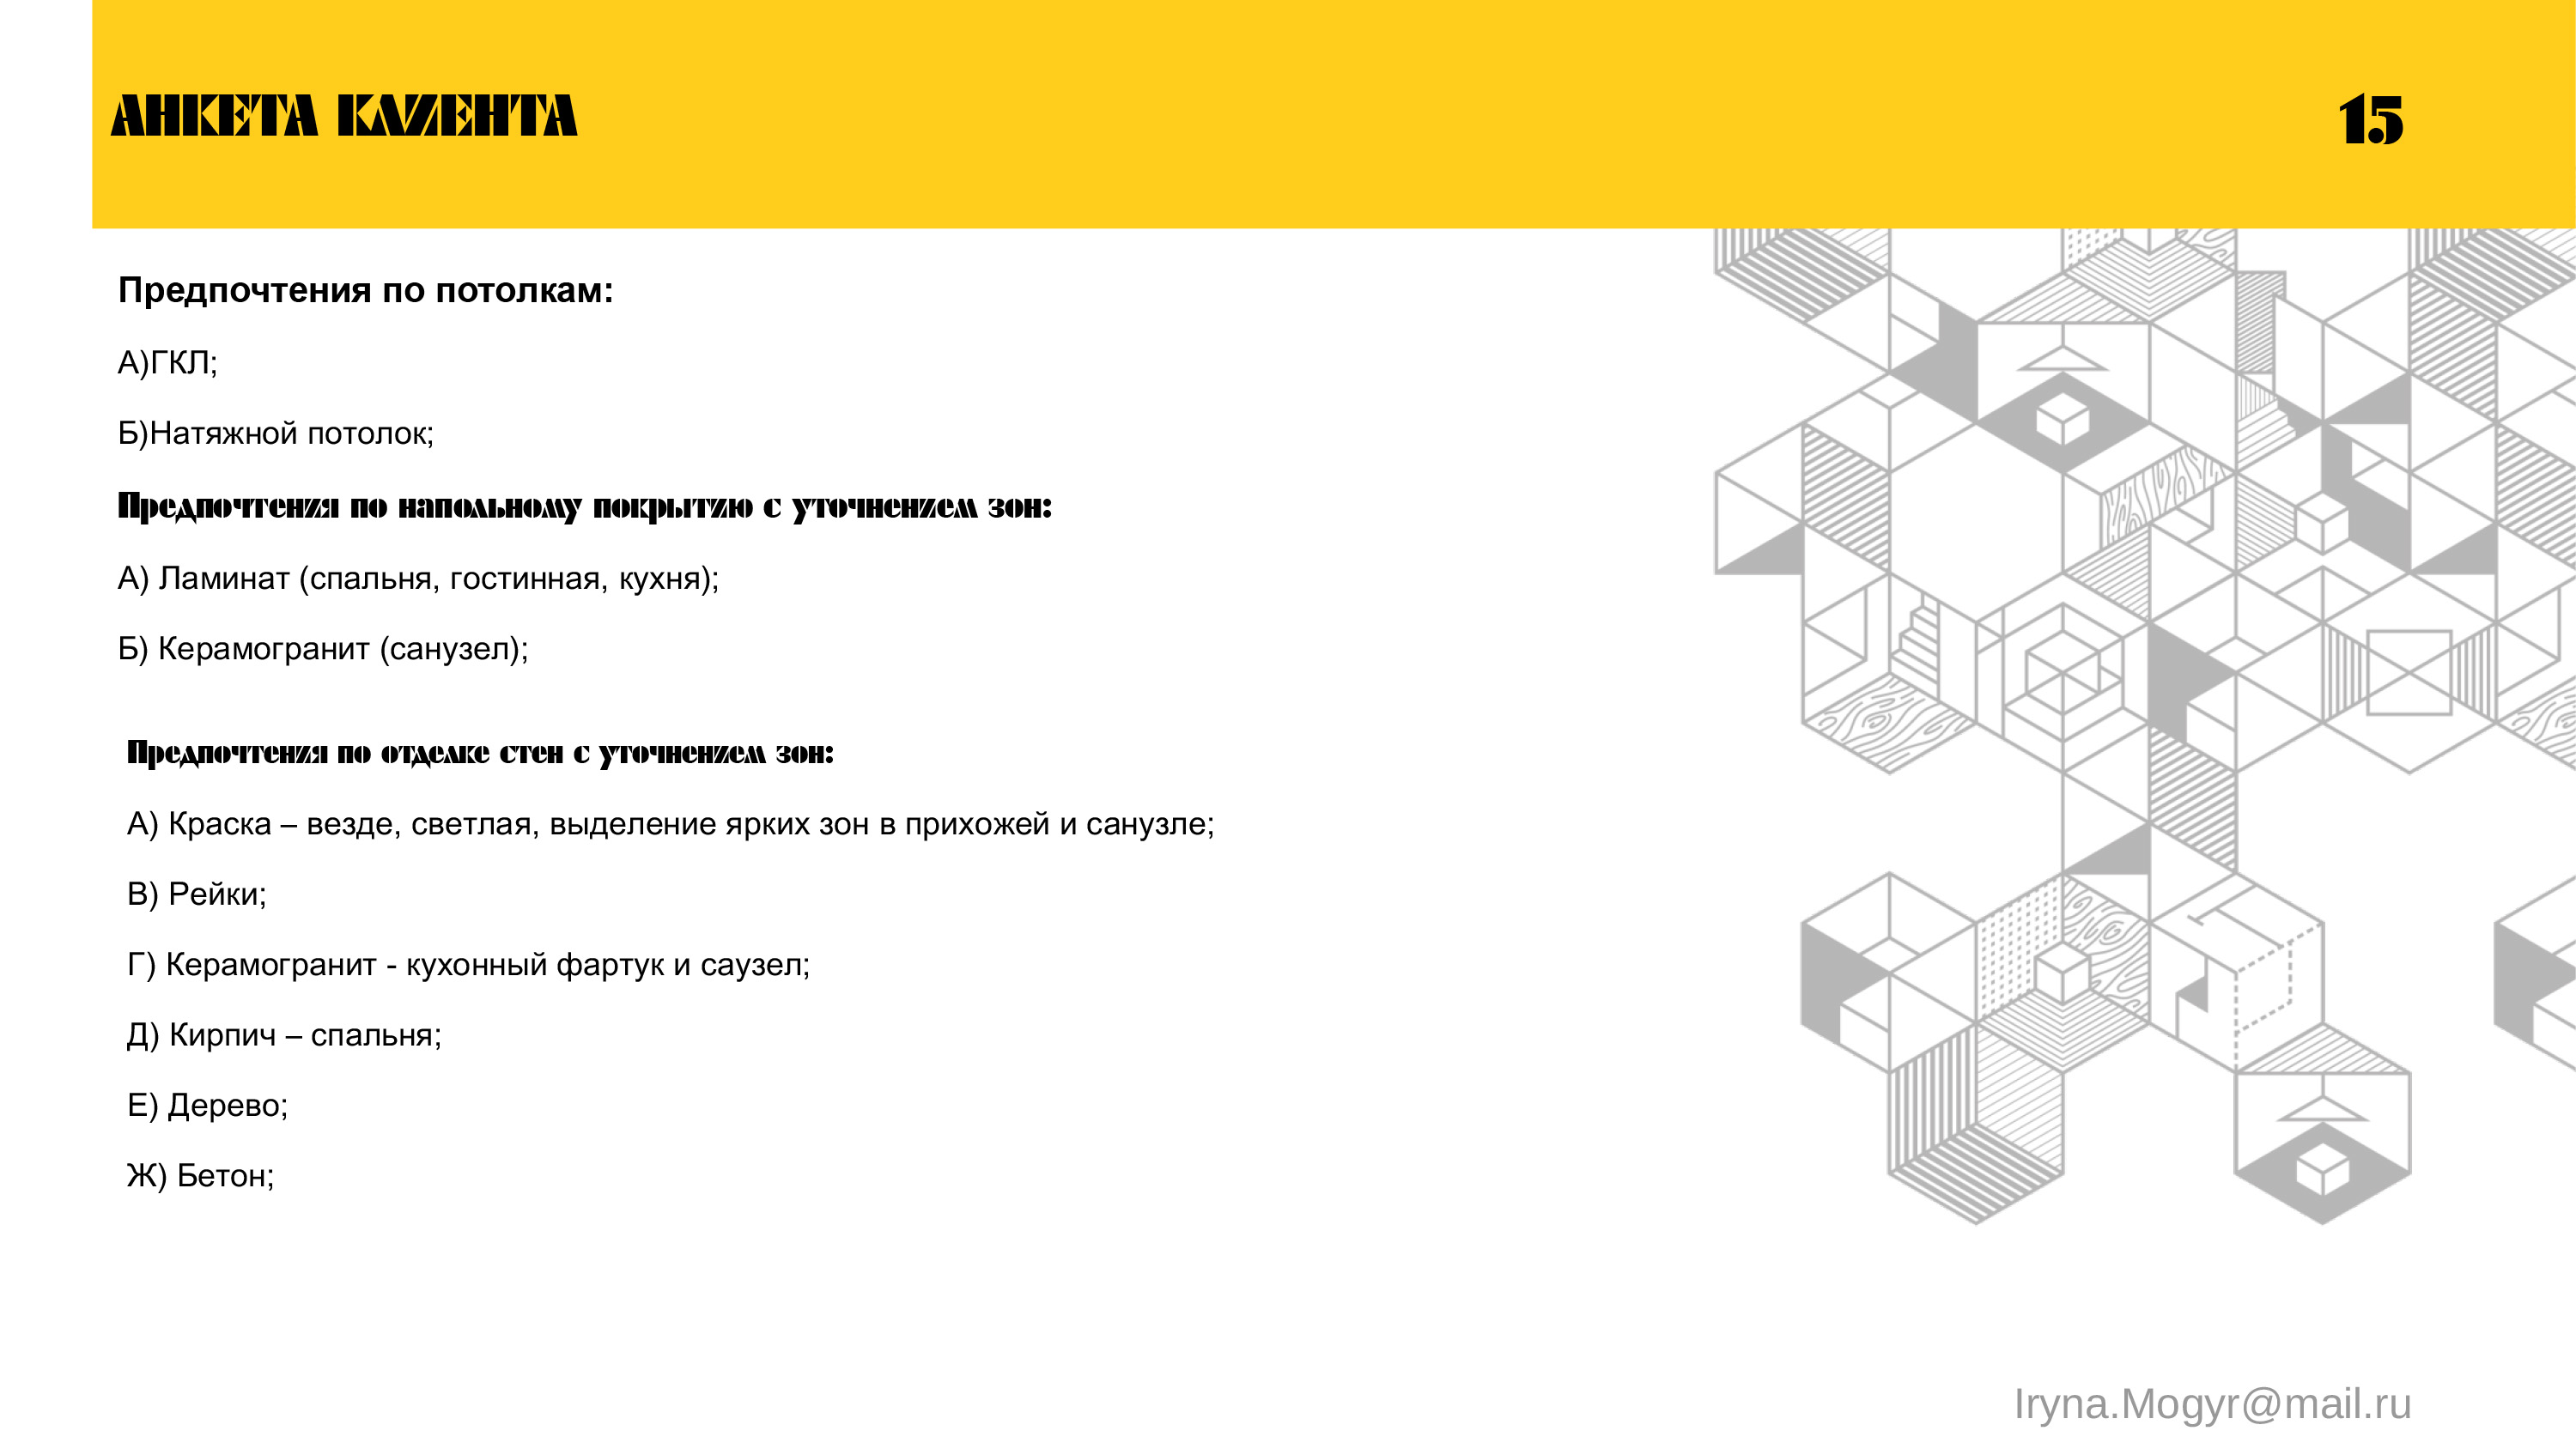 АНКЕТА КЛИЕНТА
15
Предпочтения по потолкам:
А)ГКЛ;
Б)Натяжной потолок;
Предпочтения по напольному покрытию с уточнением зон:
А) Ламинат (спальня, гостинная, кухня);
Б) Керамогранит (санузел);
Предпочтения по отделке стен с уточнением зон:
А) Краска – везде, светлая, выделение ярких зон в прихожей и санузле;
В) Рейки;
Г) Керамогранит - кухонный фартук и саузел;
Д) Кирпич – спальня;
Е) Дерево;
Ж) Бетон;
Iryna.Mogyr@mail.ru